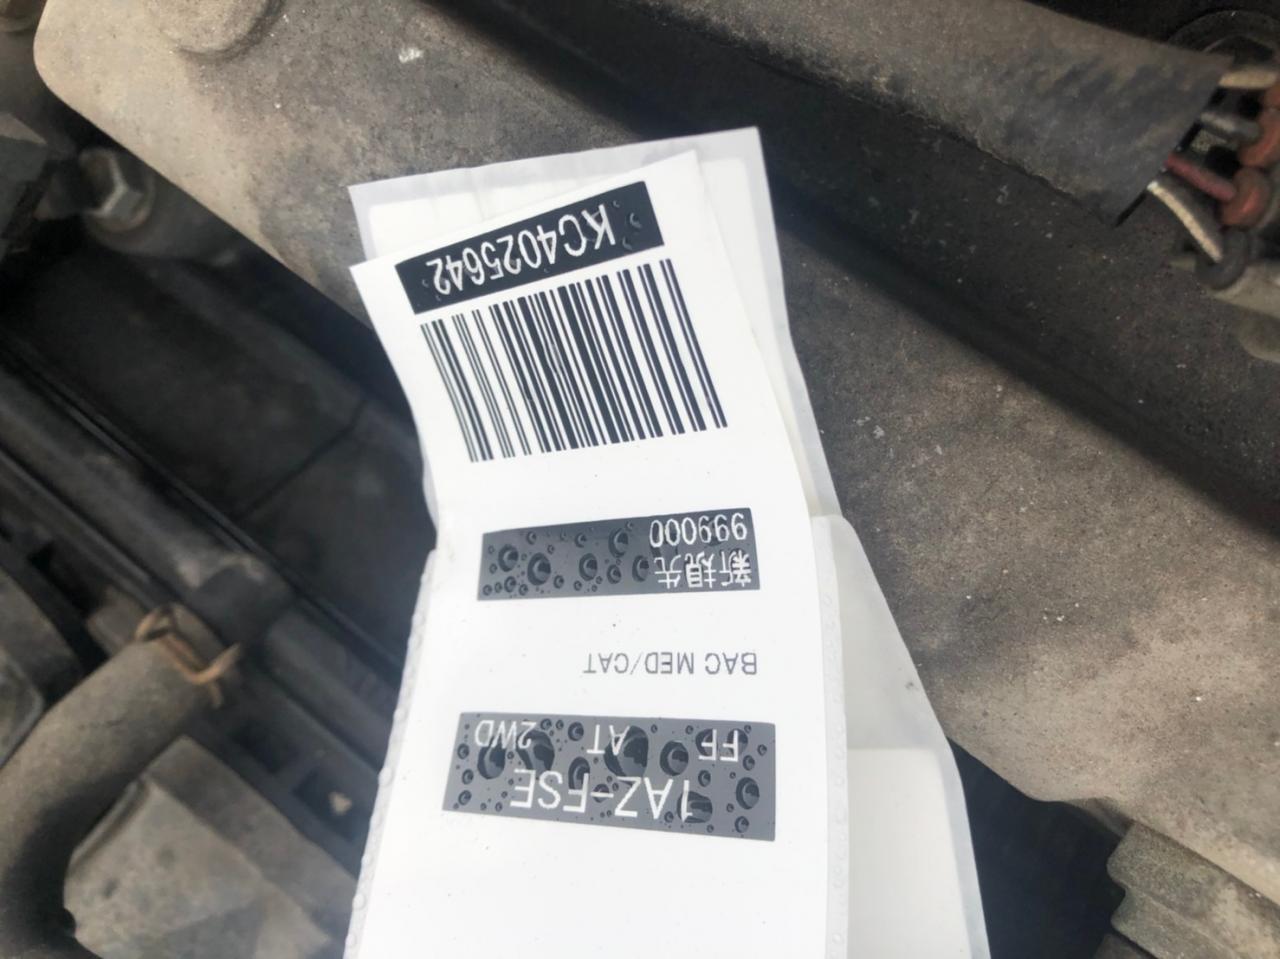 1AZ-FSE
FF AT 2WD
BAC MED/CAT
新規先
999000
KC4025642